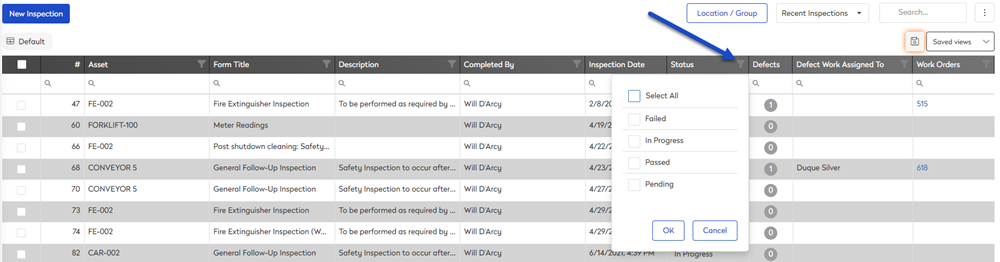 New Inspection Location / Group Recent Inspections Search...
Default Saved views
# Asset Form Title Description Completed By Inspection Date Status Defects Defect Work Assigned To Work Orders
47 FE-002 Fire Extinguisher Inspection To be performed as required by ... Will D'Arcy 2/8/20 1 515
60 FORKLIFT-100 Meter Readings Will D'Arcy 4/19/ 0
66 FE-002 Post shutdown cleaning: Safety... Will D'Arcy 4/22/ 0
68 CONVEYOR 5 General Follow-Up Inspection Safety Inspection to occur after... Will D'Arcy 4/23/ 1 Duque Silver 618
70 CONVEYOR 5 General Follow-Up Inspection Safety Inspection to occur after... Will D'Arcy 4/27/ 0
73 FE-002 Fire Extinguisher Inspection To be performed as required by ... Will D'Arcy 4/29/ 0
74 FE-002 Fire Extinguisher Inspection (W... To be performed as required by ... Will D'Arcy 4/29/ 0
82 CAR-002 General Follow-Up Inspection Safety Inspection to occur after... Will D'Arcy 6/14/2021, 4:39 PM In Progress 0
Select All
Failed
In Progress
Passed
Pending
OK Cancel